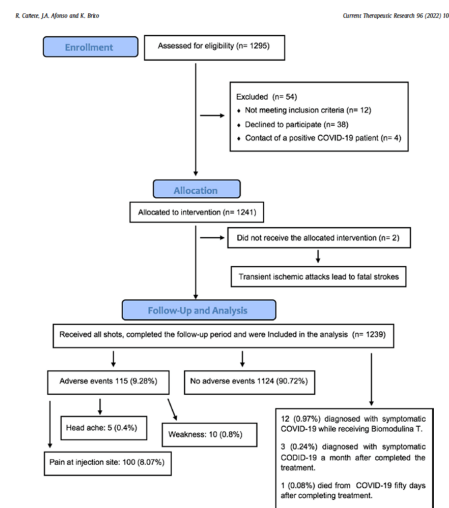 R. Cañete, J.A. Afonso and K. Brito
Current Therapeutic Research 96 (2022) 10
Enrollment
Assessed for eligibility (n= 1295)
Excluded (n= 54)
♦ Not meeting inclusion criteria (n= 12)
♦ Declined to participate (n= 38)
♦ Contact of a positive COVID-19 patient (n= 4)
Allocation
Allocated to intervention (n= 1241)
Did not receive the allocated intervention (n= 2)
Transient ischemic attacks lead to fatal strokes
Follow-Up and Analysis
Received all shots, completed the follow-up period and were Included in the analysis (n= 1239)
Adverse events 115 (9.28%)
No adverse events 1124 (90.72%)
Head ache: 5 (0.4%)
Weakness: 10 (0.8%)
Pain at injection site: 100 (8.07%)
12 (0.97%) diagnosed with symptomatic
COVID-19 while receiving Biomodulina T.
3 (0.24%) diagnosed with symptomatic
CODID-19 a month after completed the
treatment.
1 (0.08%) died from COVID-19 fifty days
after completing treatment.